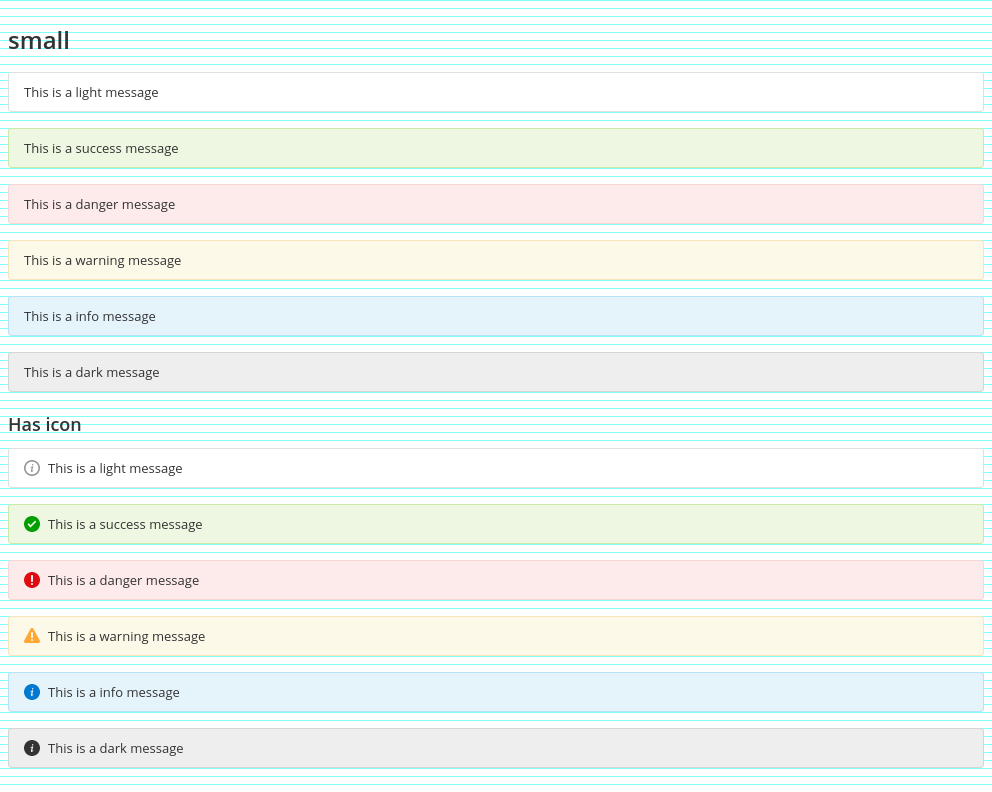 small
This is a light message
This is a success message
This is a danger message
This is a warning message
This is a info message
This is a dark message
Has icon
This is a light message
This is a success message
This is a danger message
This is a warning message
This is a info message
This is a dark message